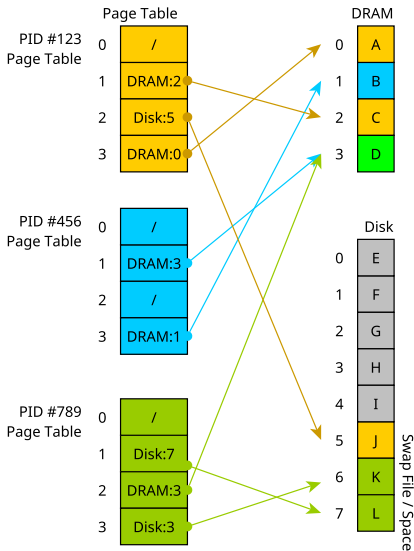 Page Table
DRAM
PID #123
Page Table
0 /
1 DRAM:2
2 Disk:5
3 DRAM:0
0 A
1 B
2 C
3 D
PID #456
Page Table
0 /
1 DRAM:3
2 /
3 DRAM:1
Disk
0 E
1 F
2 G
3 H
4 I
5 J
6 K
7 L
Swap File / Space
PID #789
Page Table
0 /
1 Disk:7
2 DRAM:3
3 Disk:3